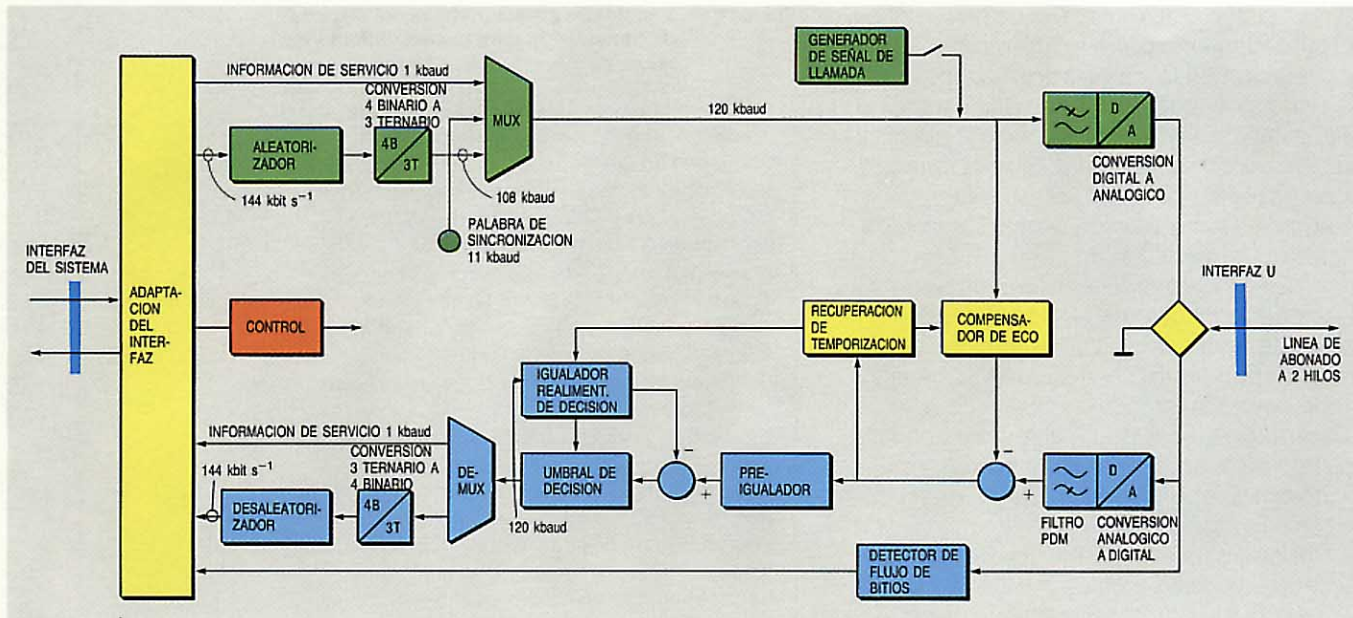 GENERADOR
DE SEÑAL DE
LLAMADA
INFORMACION DE SERVICIO 1 kbaud
CONVERSION
4 BINARIO A
3 TERNARIO
MUX
120 kbaud
ALEATORI-
ZADOR
4B
3T
D
A
144 kbit s⁻¹
108 kbaud
CONVERSION
DIGITAL A
ANALOGICO
PALABRA DE
SINCRONIZACION
11 kbaud
INTERFAZ
DEL SISTEMA
ADAPTA-
CION
DEL
INTER-
FAZ
CONTROL
RECUPERACION
DE
TEMPORIZACION
COMPENSA-
DOR DE ECO
INTERFAZ U
LINEA DE
ABONADO
A 2 HILOS
IGUALADOR
REALIMENT.
DE DECISION
-
-
INFORMACION DE SERVICIO 1 kbaud
CONVERSION
3 TERNARIO A
4 BINARIO
DE-
MUX
UMBRAL DE
DECISION
+
PRE-
IGUALADOR
+
D
A
144 kbit s⁻¹
DESALEATORI-
ZADOR
4B
3T
120 kbaud
FILTRO
PDM
CONVERSION
ANALOGICO
A DIGITAL
DETECTOR DE
FLUJO DE
BITIOS